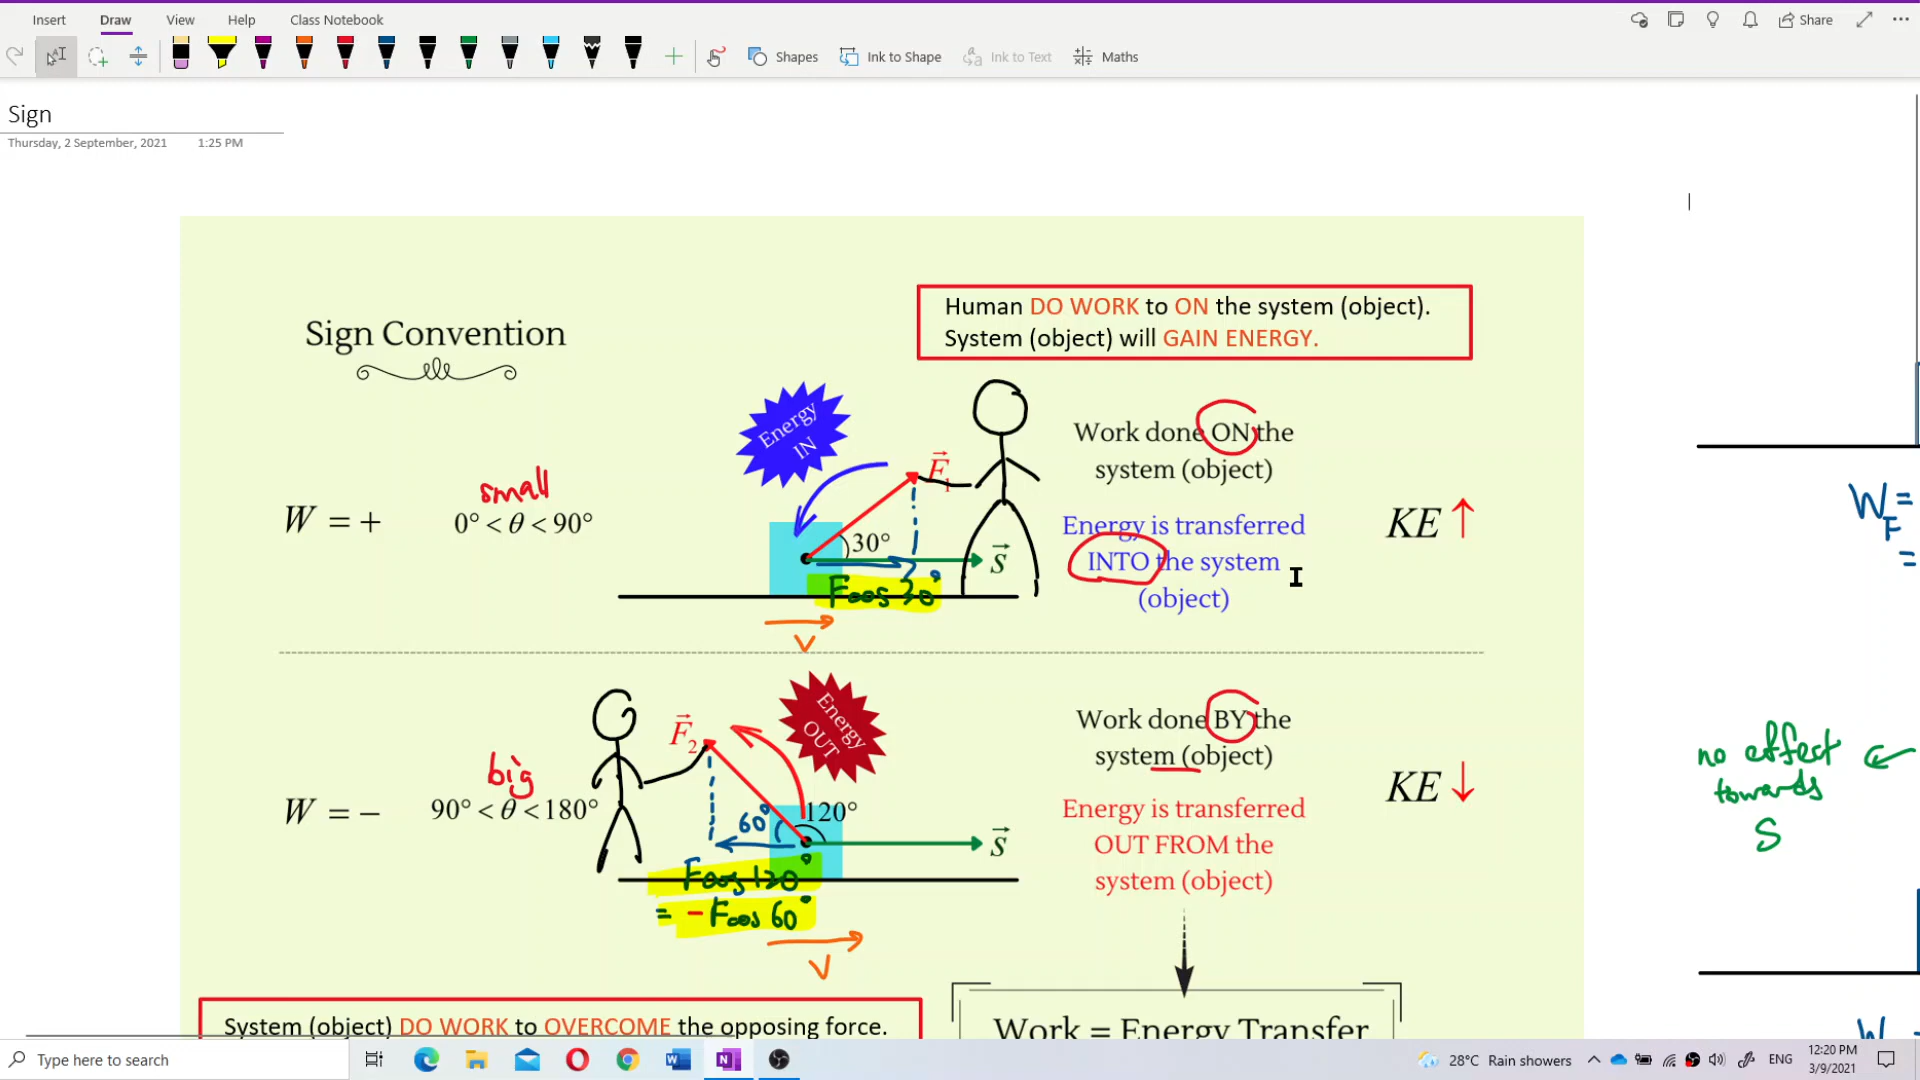 Insert Draw View Help Class Notebook
Share
Shapes Ink to Shape Ink to Text Maths
Sign
Thursday, 2 September, 2021 1:25 PM
Human DO WORK to ON the system (object).
System (object) will GAIN ENERGY.
Sign Convention
Energy
IN
F⃗₁
Work done ON the
system (object)
small
W = + 0° < θ < 90°
30°
s⃗
Energy is transferred
INTO the system
(object)
KE ↑
Fcos 30°
V
W_F =
=
Energy
OUT
F⃗₂
Work done BY the
system (object)
big
W = − 90° < θ < 180°
60°
120°
s⃗
Energy is transferred
OUT FROM the
system (object)
KE ↓
Fcos 120°
= - Fcos 60°
V
no effect
towards
S
System (object) DO WORK to OVERCOME the opposing force.
Work = Energy Transfer
W
Type here to search
28°C Rain showers
ENG
12:20 PM
3/9/2021